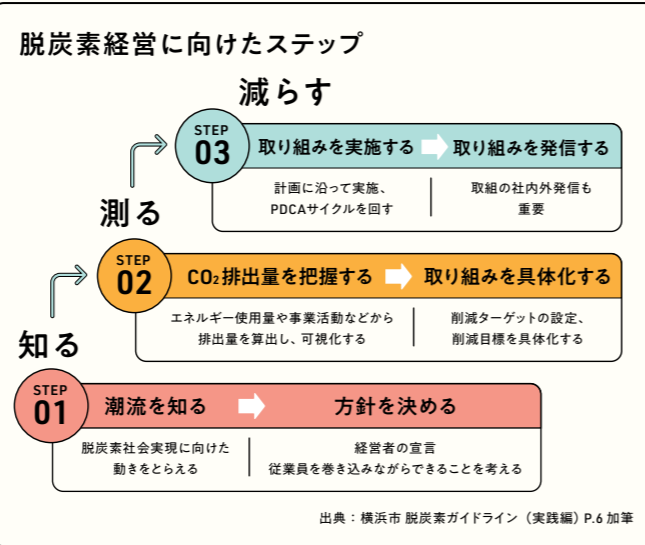 脱炭素経営に向けたステップ
減らす
STEP
03
取り組みを実施する
取り組みを発信する
計画に沿って実施、
PDCAサイクルを回す
取組の社内外発信も
重要
測る
STEP
02
CO₂排出量を把握する
取り組みを具体化する
エネルギー使用量や事業活動などから
排出量を算出し、可視化する
削減ターゲットの設定、
削減目標を具体化する
知る
STEP
01
潮流を知る
方針を決める
脱炭素社会実現に向けた
動きをとらえる
経営者の宣言
従業員を巻き込みながらできることを考える
出典：横浜市 脱炭素ガイドライン（実践編）P.6 加筆